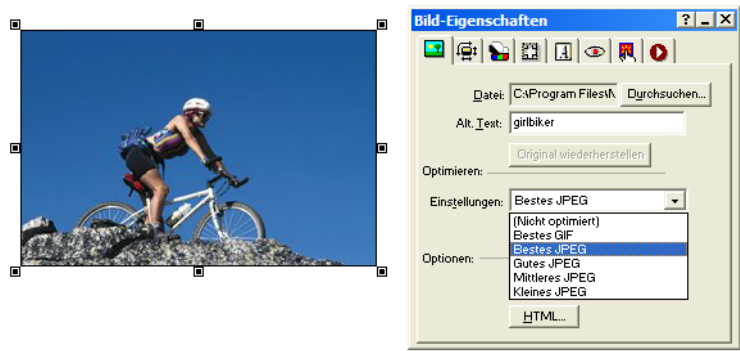 Bild-Eigenschaften
Datei: C:\Program Files\ Durchsuchen...
Alt. Text: girlbiker
Original wiederherstellen
Optimieren:
Einstellungen: Bestes JPEG
(Nicht optimiert)
Bestes GIF
Bestes JPEG
Optionen: Gutes JPEG
Mittleres JPEG
Kleines JPEG
HTML...